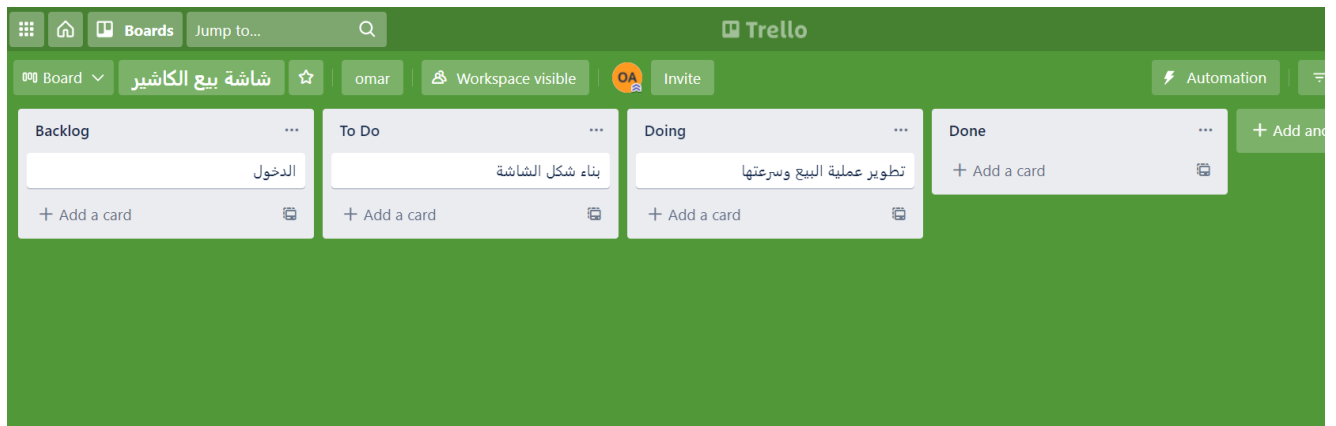 Boards
Jump to...
Trello
Board
شاشة بيع الكاشير
omar
Workspace visible
OA
Invite
Automation
Backlog
الدخول
+ Add a card
To Do
بناء شكل الشاشة
+ Add a card
Doing
تطوير عملية البيع وسرعتها
+ Add a card
Done
+ Add a card
+ Add